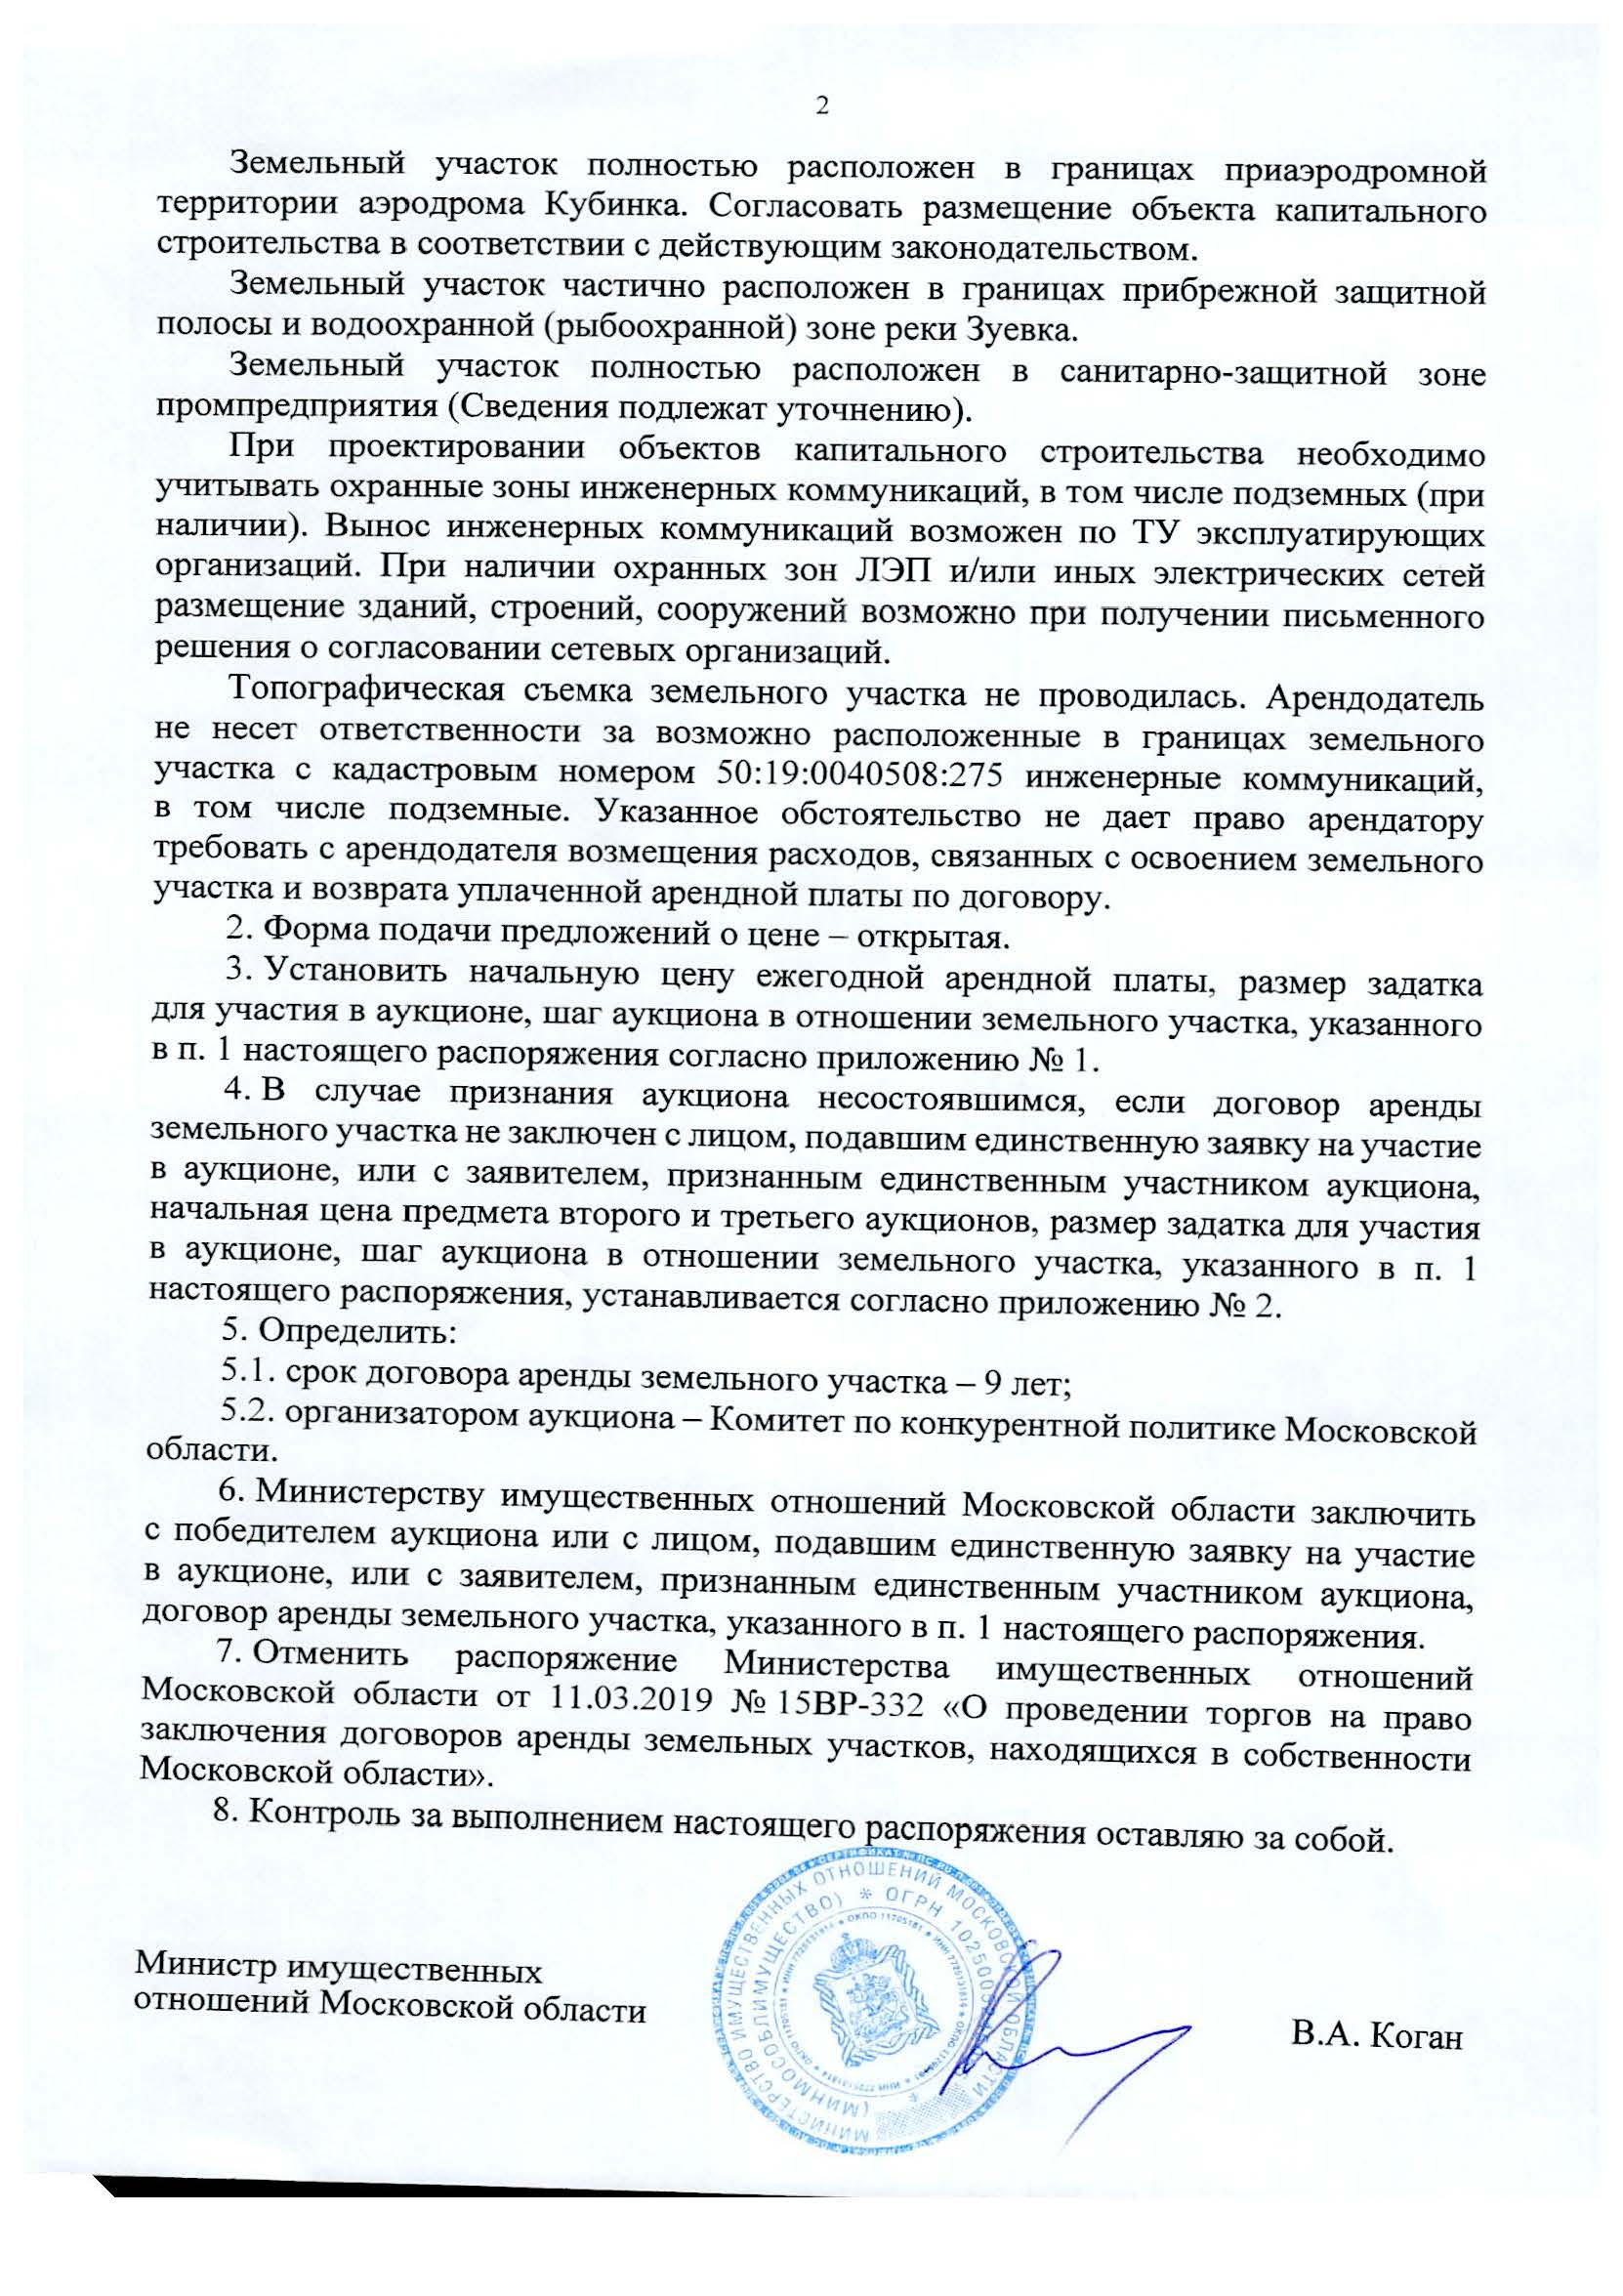 2
Земельный участок полностью расположен в границах приаэродромной
территории аэродрома Кубинка. Согласовать размещение объекта капитального
строительства в соответствии с действующим законодательством.
Земельный участок частично расположен в границах прибрежной защитной
полосы и водоохранной (рыбоохранной) зоне реки Зуевка.
Земельный участок полностью расположен в санитарно-защитной зоне
промпредприятия (Сведения подлежат уточнению).
При проектировании объектов капитального строительства необходимо
учитывать охранные зоны инженерных коммуникаций, в том числе подземных (при
наличии). Вынос инженерных коммуникаций возможен по ТУ эксплуатирующих
организаций. При наличии охранных зон ЛЭП и/или иных электрических сетей
размещение зданий, строений, сооружений возможно при получении письменного
решения о согласовании сетевых организаций.
Топографическая съемка земельного участка не проводилась. Арендодатель
не несет ответственности за возможно расположенные в границах земельного
участка с кадастровым номером 50:19:0040508:275 инженерные коммуникаций,
в том числе подземные. Указанное обстоятельство не дает право арендатору
требовать с арендодателя возмещения расходов, связанных с освоением земельного
участка и возврата уплаченной арендной платы по договору.
2. Форма подачи предложений о цене – открытая.
3. Установить начальную цену ежегодной арендной платы, размер задатка
для участия в аукционе, шаг аукциона в отношении земельного участка, указанного
в п. 1 настоящего распоряжения согласно приложению № 1.
4. В случае признания аукциона несостоявшимся, если договор аренды
земельного участка не заключен с лицом, подавшим единственную заявку на участие
в аукционе, или с заявителем, признанным единственным участником аукциона,
начальная цена предмета второго и третьего аукционов, размер задатка для участия
в аукционе, шаг аукциона в отношении земельного участка, указанного в п. 1
настоящего распоряжения, устанавливается согласно приложению № 2.
5. Определить:
5.1. срок договора аренды земельного участка – 9 лет;
5.2. организатором аукциона – Комитет по конкурентной политике Московской
области.
6. Министерству имущественных отношений Московской области заключить
с победителем аукциона или с лицом, подавшим единственную заявку на участие
в аукционе, или с заявителем, признанным единственным участником аукциона,
договор аренды земельного участка, указанного в п. 1 настоящего распоряжения.
7. Отменить распоряжение Министерства имущественных отношений
Московской области от 11.03.2019 № 15ВР-332 «О проведении торгов на право
заключения договоров аренды земельных участков, находящихся в собственности
Московской области».
8. Контроль за выполнением настоящего распоряжения оставляю за собой.
МИНИСТЕРСТВО ИМУЩЕСТВЕННЫХ ОТНОШЕНИЙ МОСКОВСКОЙ ОБЛАСТИ
(МИНМОСОБЛИМУЩЕСТВО) * ОГРН
Министр имущественных
отношений Московской области
В.А. Коган